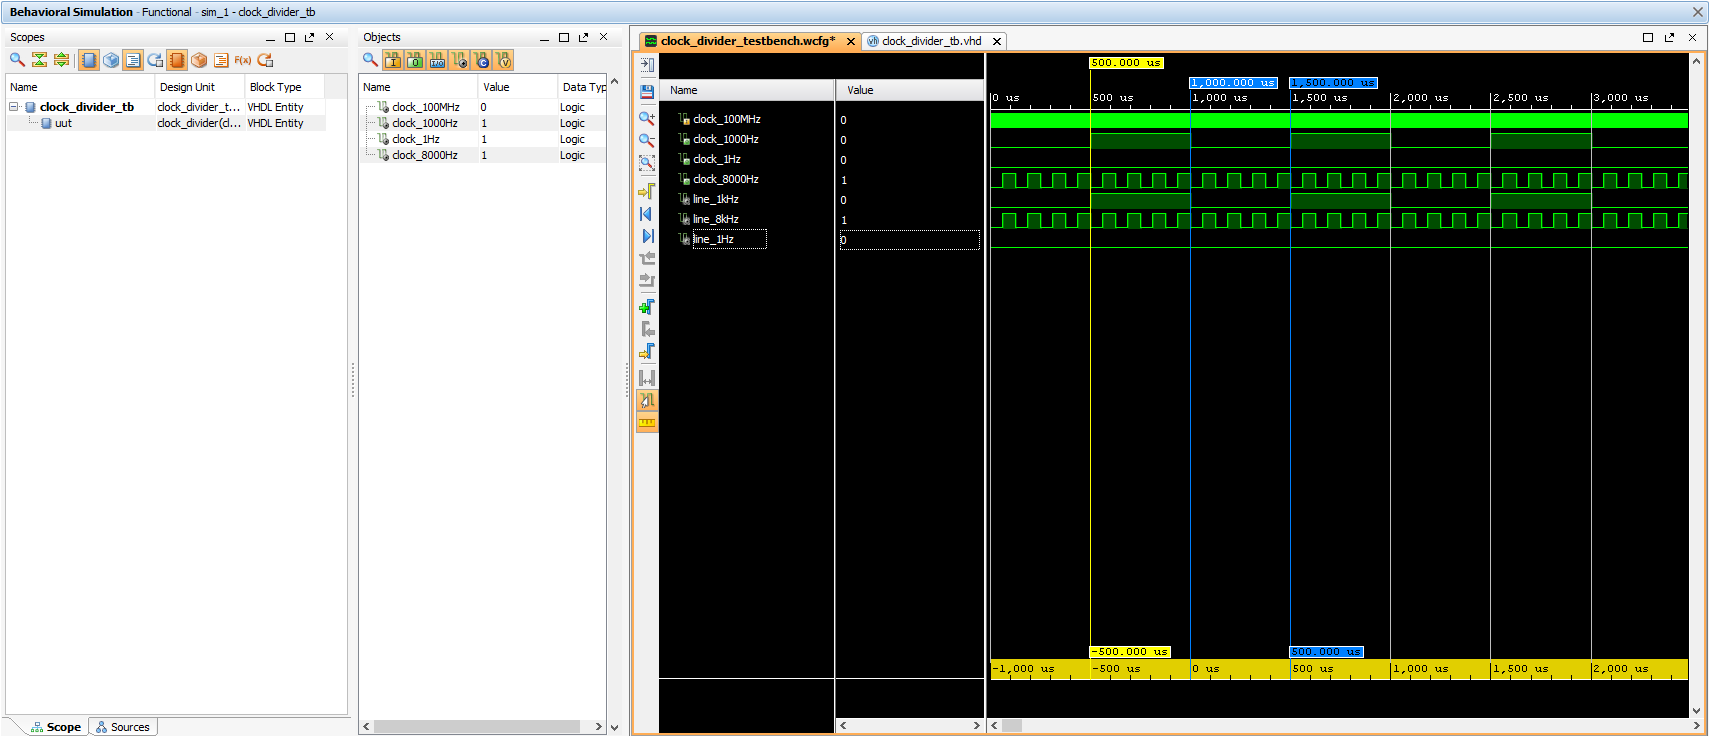 Behavioral Simulation - Functional - sim_1 - clock_divider_tb
Scopes
Name Design Unit Block Type
clock_divider_tb clock_divider_t... VHDL Entity
uut clock_divider(cl... VHDL Entity
Scope Sources
Objects
Name Value Data Typ
clock_100MHz 0 Logic
clock_1000Hz 1 Logic
clock_1Hz 1 Logic
clock_8000Hz 1 Logic
clock_divider_testbench.wcfg* clock_divider_tb.vhd
Name Value
clock_100MHz 0
clock_1000Hz 0
clock_1Hz 0
clock_8000Hz 1
line_1kHz 0
line_8kHz 1
line_1Hz 0
500.000 us
1,000.000 us 1,500.000 us
0 us 500 us 1,000 us 1,500 us 2,000 us 2,500 us 3,000 us
-500.000 us 500.000 us
-1,000 us -500 us 0 us 500 us 1,000 us 1,500 us 2,000 us